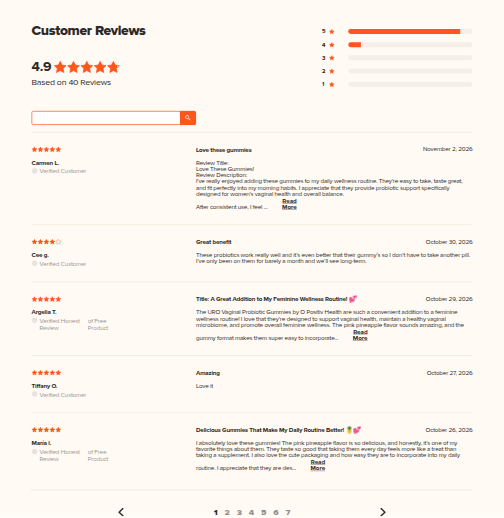 Customer Reviews
4.9
Based on 40 Reviews
5
4
3
2
1
Love these gummies
November 2, 2026
Carmen L.
Verified Customer
Review Title:
Love These Gummies!
Review Description:
I've really enjoyed adding these gummies to my daily wellness routine. They're easy to take, taste great,
and fit perfectly into my morning habits. I appreciate that they provide probiotic support specifically
designed for women's vaginal health and overall balance.
After consistent use, I feel ... Read
More
Great benefit
October 30, 2026
Cee g.
Verified Customer
These probiotics work really well and it's even better that their gummy's so I don't have to take another pill.
I've only been on them for barely a month and we'll see long-term.
Title: A Great Addition to My Feminine Wellness Routine! 💕
October 29, 2026
Argelia T.
Verified Honest Review of Free Product
The URO Vaginal Probiotic Gummies by O Positiv Health are such a convenient addition to a feminine
wellness routine! I love that they're designed to support vaginal health, maintain a healthy vaginal
microbiome, and promote overall feminine wellness. The pink pineapple flavor sounds amazing, and the
gummy format makes them super easy to incorporate... Read
More
Amazing
October 27, 2026
Tiffany O.
Verified Customer
Love it
Delicious Gummies That Make My Daily Routine Better! 🍍💕
October 26, 2026
Maria I.
Verified Honest Review of Free Product
I absolutely love these gummies! The pink pineapple flavor is so delicious, and honestly, it's one of my
favorite things about them. They taste so good that taking them every day feels more like a treat than
taking a supplement. I also love the cute packaging and how easy they are to incorporate into my daily
routine. I appreciate that they are des... Read
More
1 2 3 4 5 6 7